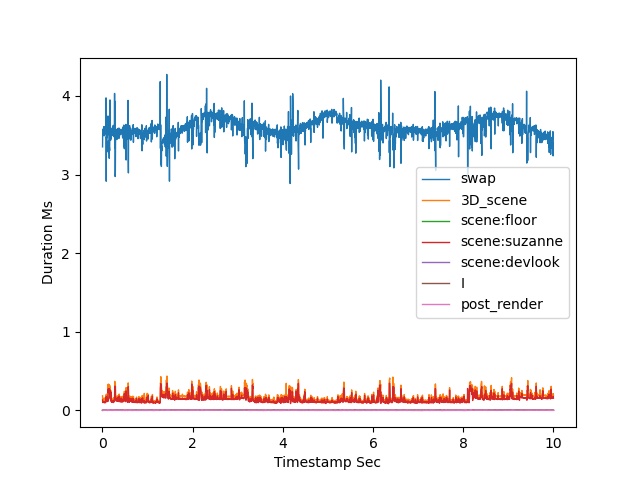 4
3
2
1
0
0
2
4
6
8
10
Duration Ms
Timestamp Sec
swap
3D_scene
scene:floor
scene:suzanne
scene:devlook
I
post_render